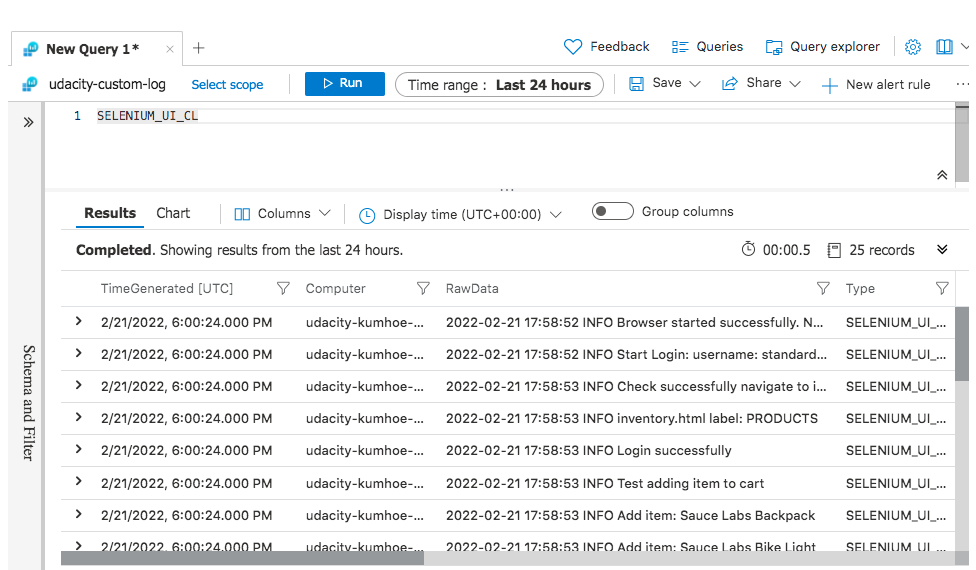 New Query 1*
Feedback Queries Query explorer
udacity-custom-log Select scope Run Time range : Last 24 hours Save Share New alert rule ...
1 SELENIUM_UI_CL
...
Results Chart Columns Display time (UTC+00:00) Group columns
Completed. Showing results from the last 24 hours. 00:00.5 25 records
TimeGenerated [UTC] Computer RawData Type
2/21/2022, 6:00:24.000 PM udacity-kumhoe-... 2022-02-21 17:58:52 INFO Browser started successfully. N... SELENIUM_UI_...
2/21/2022, 6:00:24.000 PM udacity-kumhoe-... 2022-02-21 17:58:52 INFO Start Login: username: standard... SELENIUM_UI_...
2/21/2022, 6:00:24.000 PM udacity-kumhoe-... 2022-02-21 17:58:53 INFO Check successfully navigate to i... SELENIUM_UI_...
2/21/2022, 6:00:24.000 PM udacity-kumhoe-... 2022-02-21 17:58:53 INFO inventory.html label: PRODUCTS SELENIUM_UI_...
2/21/2022, 6:00:24.000 PM udacity-kumhoe-... 2022-02-21 17:58:53 INFO Login successfully SELENIUM_UI_...
2/21/2022, 6:00:24.000 PM udacity-kumhoe-... 2022-02-21 17:58:53 INFO Test adding item to cart SELENIUM_UI_...
2/21/2022, 6:00:24.000 PM udacity-kumhoe-... 2022-02-21 17:58:53 INFO Add item: Sauce Labs Backpack SELENIUM_UI_...
2/21/2022, 6:00:24.000 PM udacity-kumhoe-... 2022-02-21 17:58:53 INFO Add item: Sauce Labs Bike Light SELENIUM_UI_...
Schema and Filter